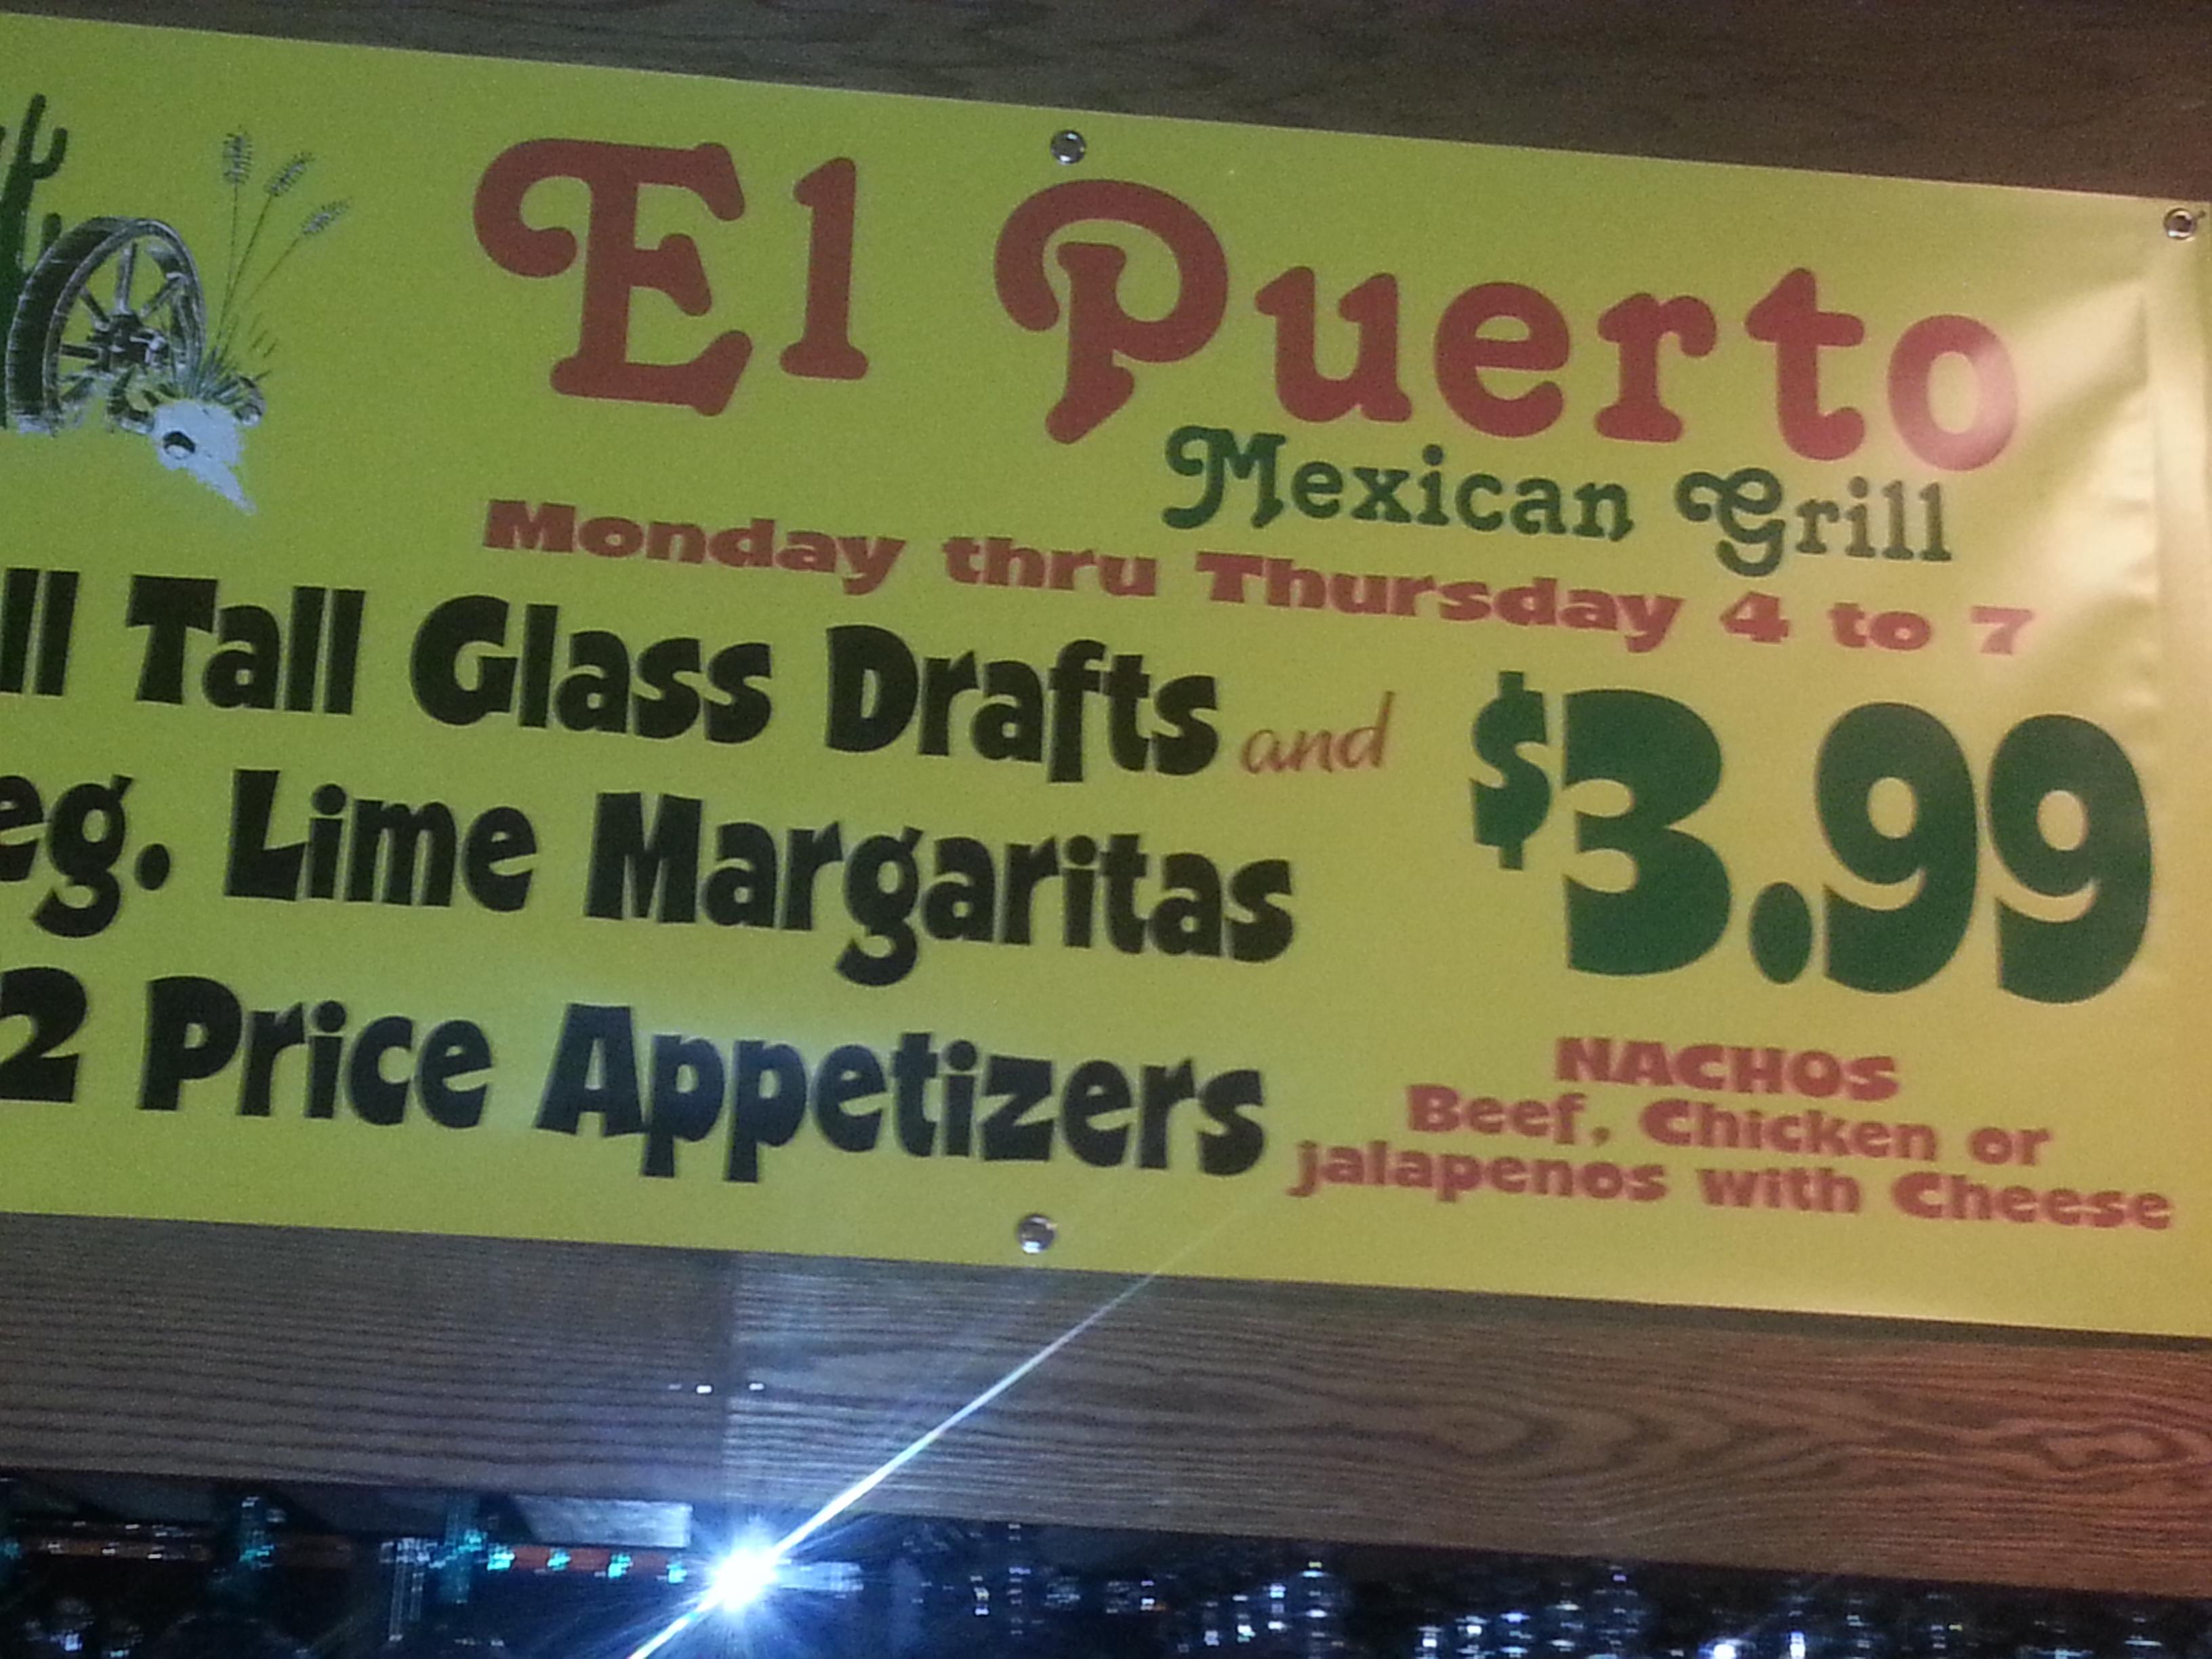 El Puerto
Mexican Grill
Monday thru Thursday 4 to 7
ll Tall Glass Drafts and
eg. Lime Margaritas
2 Price Appetizers
$3.99
NACHOS
Beef, Chicken or
jalapenos with Cheese